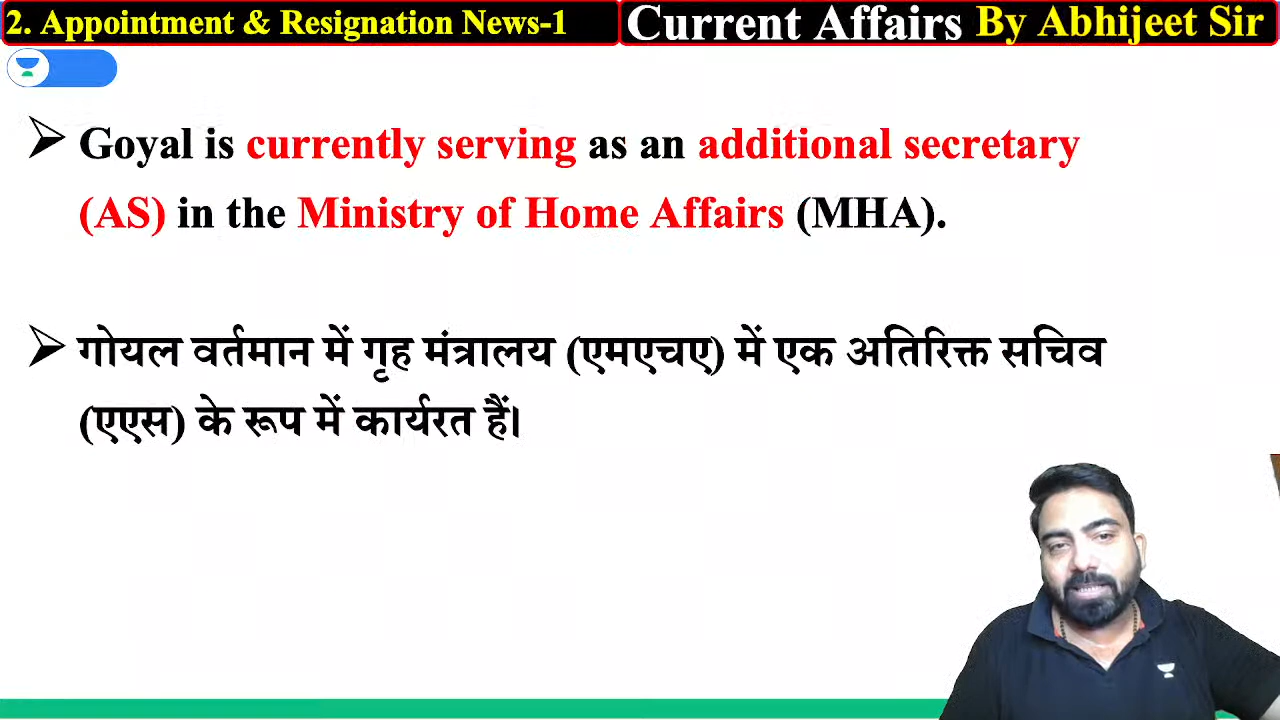 2. Appointment & Resignation News-1
Current Affairs By Abhijeet Sir
Goyal is currently serving as an additional secretary
(AS) in the Ministry of Home Affairs (MHA).
गोयल वर्तमान में गृह मंत्रालय (एमएचए) में एक अतिरिक्त सचिव
(एएस) के रूप में कार्यरत हैं।